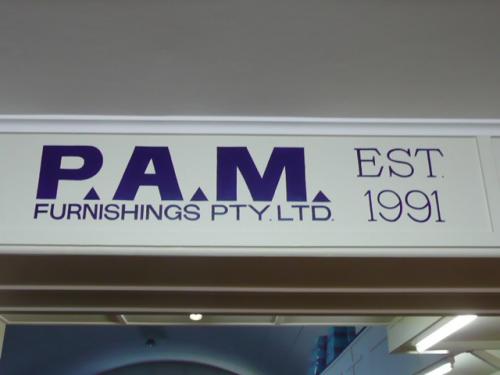 P.A.M.
FURNISHINGS PTY. LTD.
EST.
1991